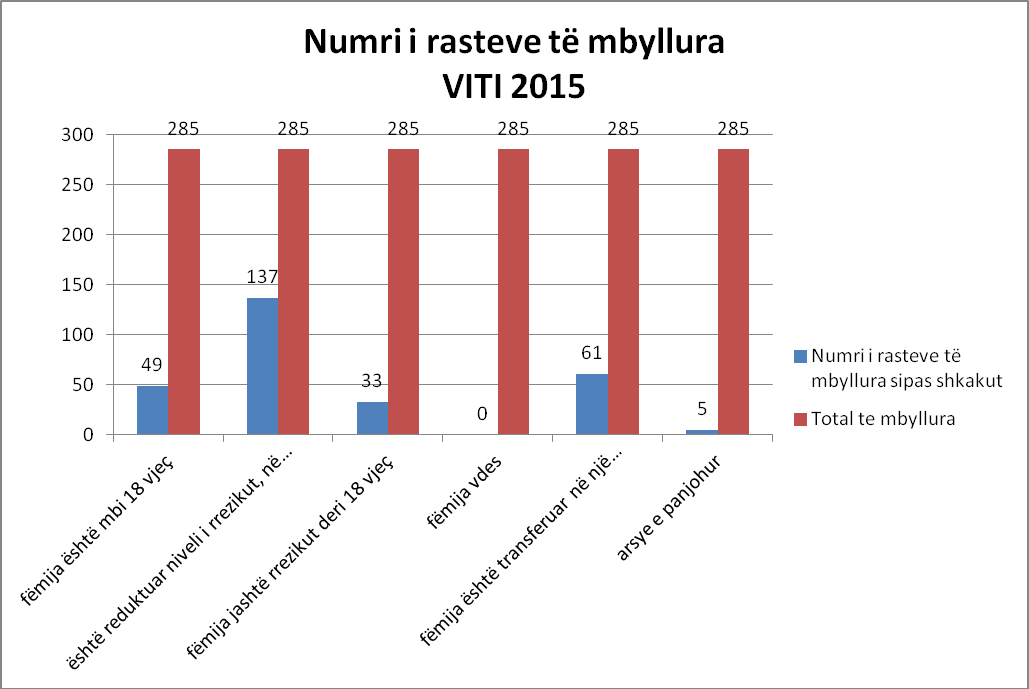 Numri i rasteve të mbyllura
VITI 2015
300
250
200
150
100
50
0
285
285
285
285
285
285
49
137
33
0
61
5
fëmija është mbi 18 vjeç
është reduktuar niveli i rrezikut, në...
fëmija jashtë rrezikut deri 18 vjeç
fëmija vdes
fëmija është transferuar në një...
arsye e panjohur
Numri i rasteve të
mbyllura sipas shkakut
Total te mbyllura